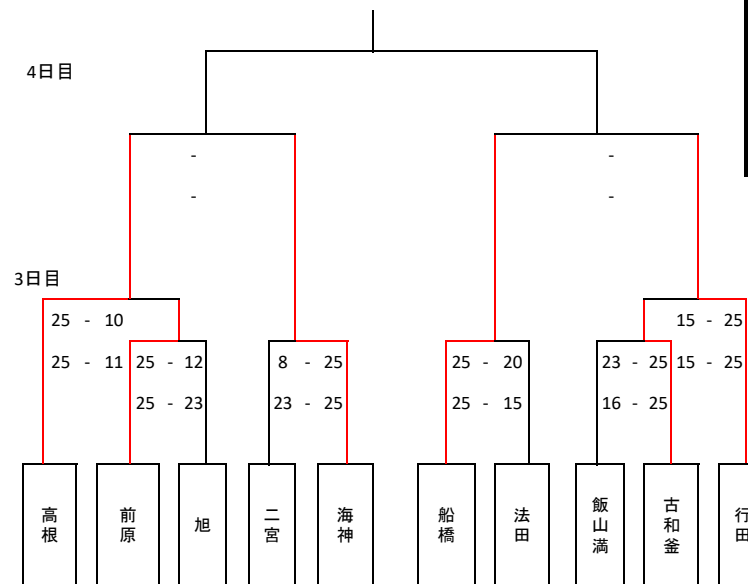 4日目
-
-
-
-
3日目
25 - 10
15 - 25
25 - 11
25 - 12
8 - 25
25 - 20
23 - 25
15 - 25
25 - 23
23 - 25
25 - 15
16 - 25
高根
前原
旭
二宮
海神
船橋
法田
飯山満
古和釜
行田